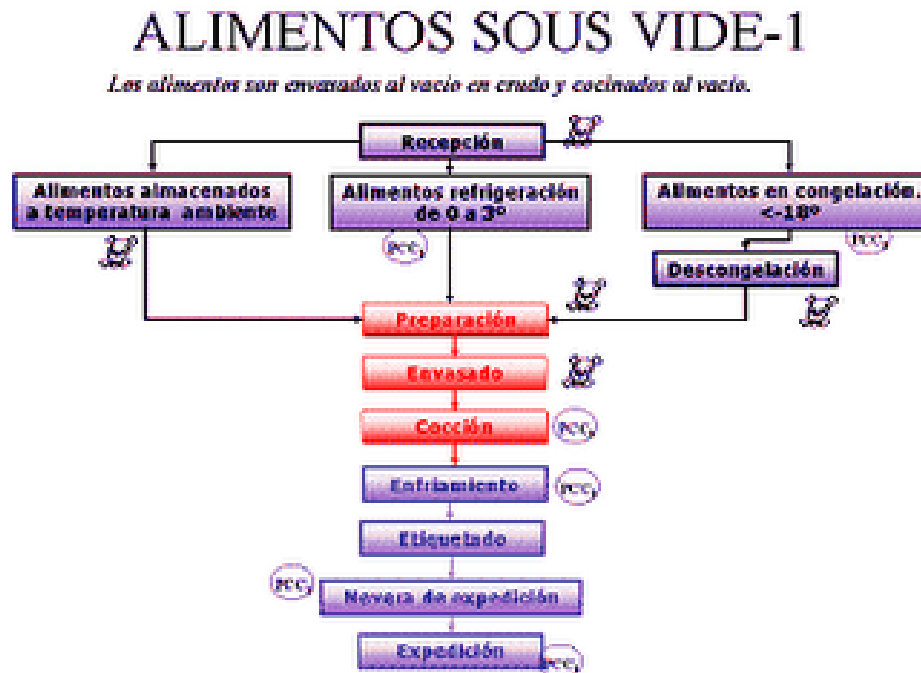 ALIMENTOS SOUS VIDE-1
Los alimentos son envasados al vacío en crudo y cocinados al vacío.
Recepción
Alimentos almacenados
a temperatura ambiente
Alimentos refrigeración
de 0 a 3º
Alimentos en congelación.
<-18º
PCC
PCC
Descongelación
Preparación
Envasado
Cocción
PCC
Enfriamiento
PCC
Etiquetado
PCC
Nevera de expedición
Expedición
PCC